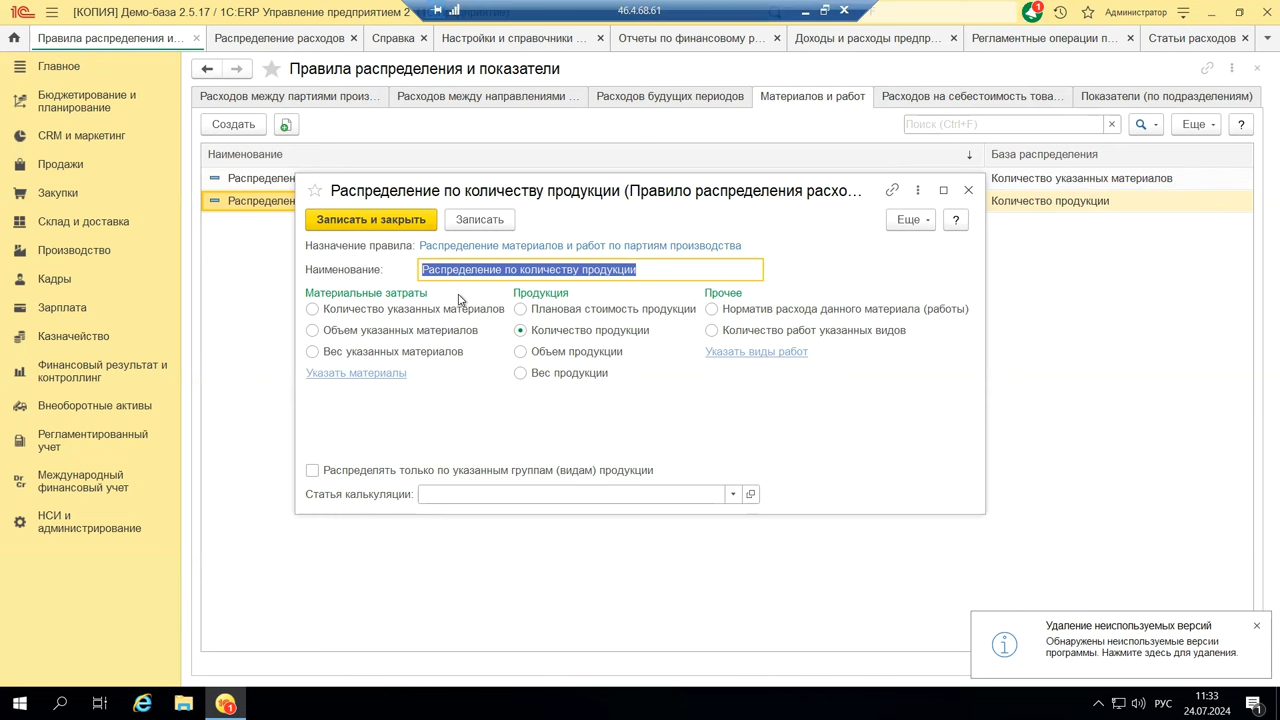 [КОПИЯ] Демо-база 2.5.17 / 1С:ERP Управление предприятием 2
46.4.68.61
Администратор
Правила распределения и...
Распределение расходов
Справка
Настройки и справочники ...
Отчеты по финансовому р...
Доходы и расходы предпр...
Регламентные операции п...
Статьи расходов
Главное
Бюджетирование и
планирование
CRM и маркетинг
Продажи
Закупки
Склад и доставка
Производство
Кадры
Зарплата
Казначейство
Финансовый результат и
контроллинг
Внеоборотные активы
Регламентированный
учет
Международный
финансовый учет
НСИ и
администрирование
Правила распределения и показатели
Расходов между партиями произ...
Расходов между направлениями ...
Расходов будущих периодов
Материалов и работ
Расходов на себестоимость това...
Показатели (по подразделениям)
Создать
Поиск (Ctrl+F)
Еще
?
Наименование
База распределения
Распределен
Количество указанных материалов
Распределен
Количество продукции
Распределение по количеству продукции (Правило распределения расхо...
Записать и закрыть
Записать
Еще
?
Назначение правила: Распределение материалов и работ по партиям производства
Наименование: Распределение по количеству продукции
Материальные затраты
Продукция
Прочее
Количество указанных материалов
Плановая стоимость продукции
Норматив расхода данного материала (работы)
Объем указанных материалов
Количество продукции
Количество работ указанных видов
Вес указанных материалов
Объем продукции
Указать виды работ
Указать материалы
Вес продукции
Распределять только по указанным группам (видам) продукции
Статья калькуляции:
Удаление неиспользуемых версий
Обнаружены неиспользуемые версии
программы. Нажмите здесь для удаления.
РУС
11:33
24.07.2024